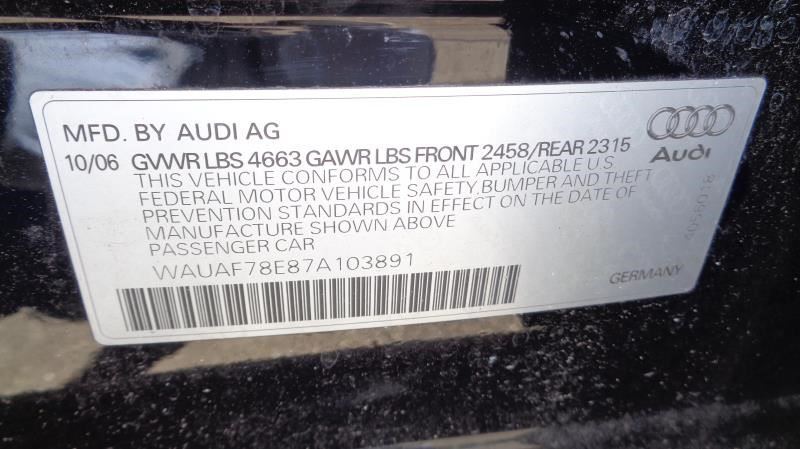 MFD. BY AUDI AG
10/06 GVWR LBS 4663 GAWR LBS FRONT 2458/REAR 2315
THIS VEHICLE CONFORMS TO ALL APPLICABLE U S
FEDERAL MOTOR VEHICLE SAFETY, BUMPER AND THEFT
PREVENTION STANDARDS IN EFFECT ON THE DATE OF
MANUFACTURE SHOWN ABOVE
PASSENGER CAR
WAUAF78E87A103891
Audi
GERMANY